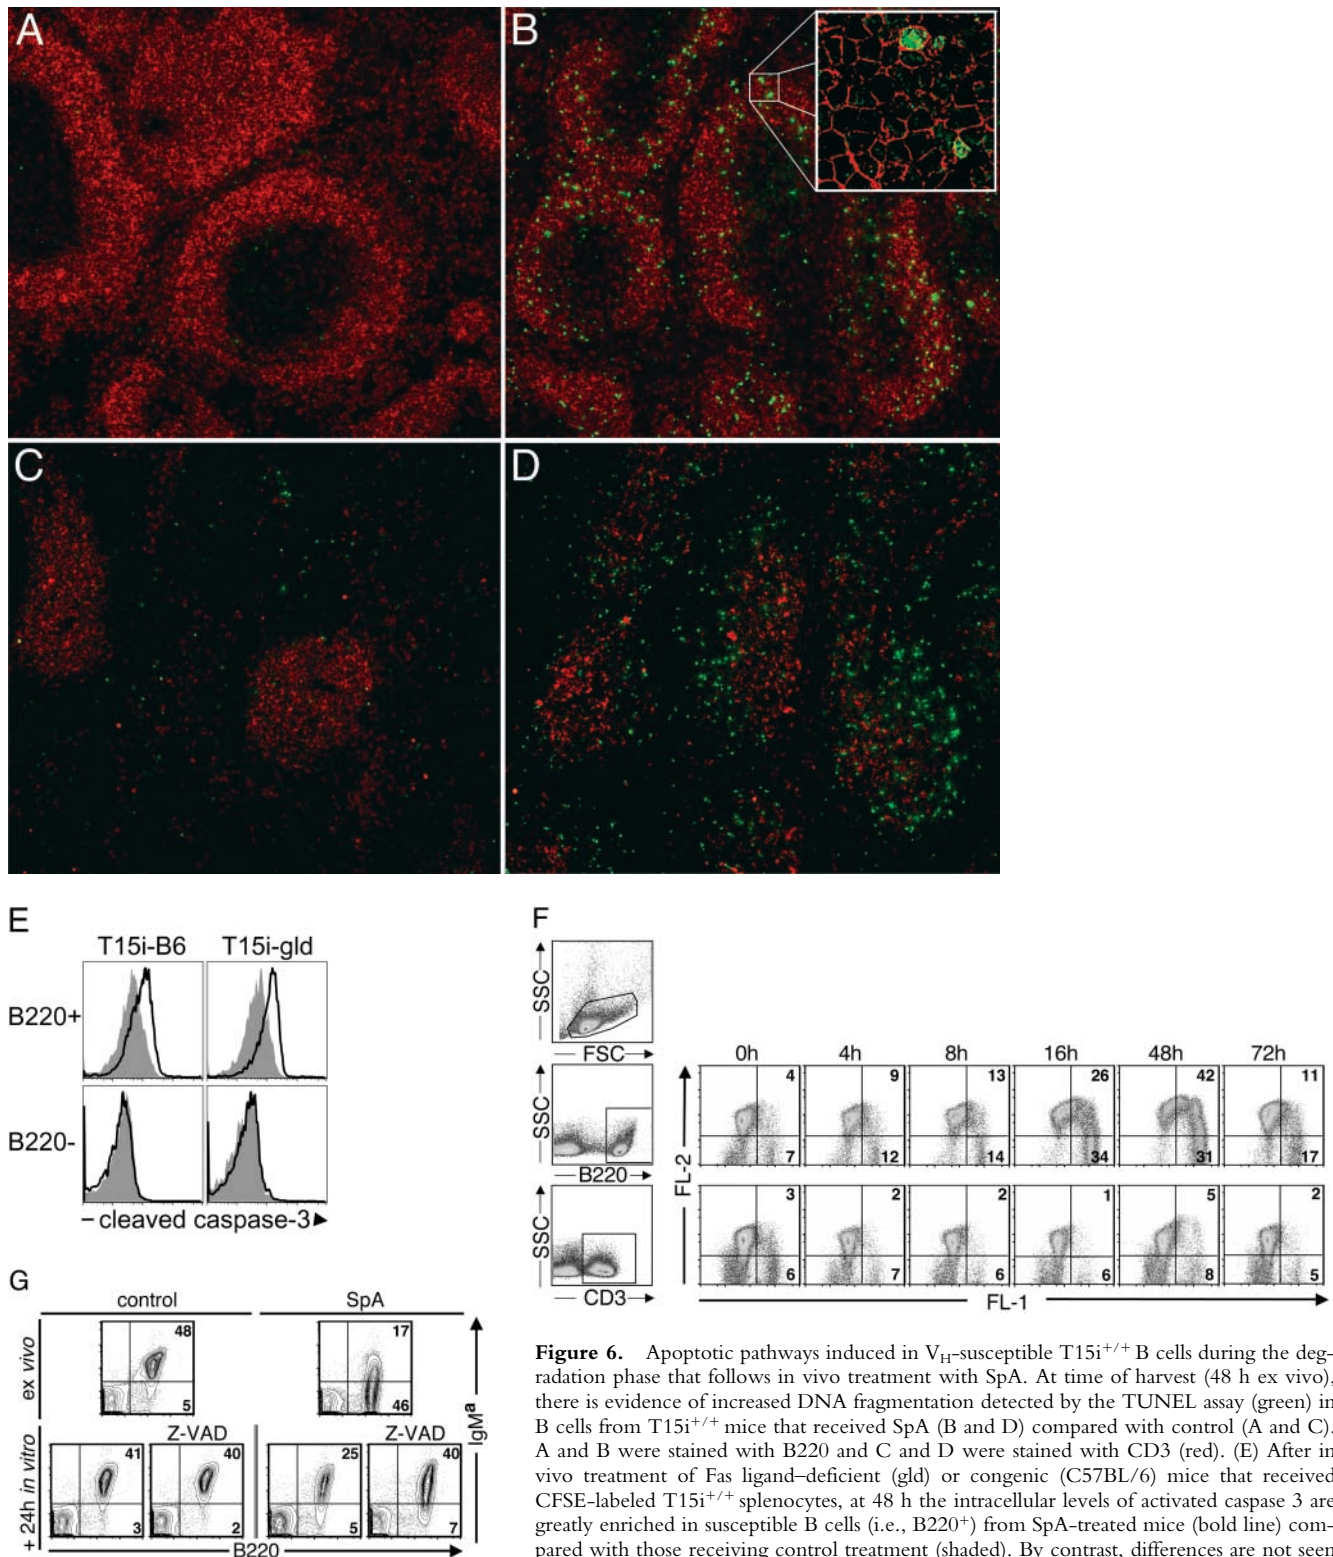 A
B
C
D
E
T15i-B6 T15i-gld
B220+
B220-
cleaved caspase-3
F
SSC
FSC
SSC
B220
SSC
CD3
0h 4h 8h 16h 48h 72h
4 9 13 26 42 11
7 12 14 34 31 17
3 2 2 1 5 2
6 7 6 6 8 5
FL-2
FL-1
G
control SpA
ex vivo
48 17
5 46
IgMa
Z-VAD Z-VAD
+ 24h in vitro
41 40 25 40
3 2 5 7
B220
Figure 6. Apoptotic pathways induced in VH-susceptible T15i+/+ B cells during the deg-
radation phase that follows in vivo treatment with SpA. At time of harvest (48 h ex vivo),
there is evidence of increased DNA fragmentation detected by the TUNEL assay (green) in
B cells from T15i+/+ mice that received SpA (B and D) compared with control (A and C).
A and B were stained with B220 and C and D were stained with CD3 (red). (E) After in
vivo treatment of Fas ligand–deficient (gld) or congenic (C57BL/6) mice that received
CFSE-labeled T15i+/+ splenocytes, at 48 h the intracellular levels of activated caspase 3 are
greatly enriched in susceptible B cells (i.e., B220+) from SpA-treated mice (bold line) com-
pared with those receiving control treatment (shaded). By contrast, differences are not seen